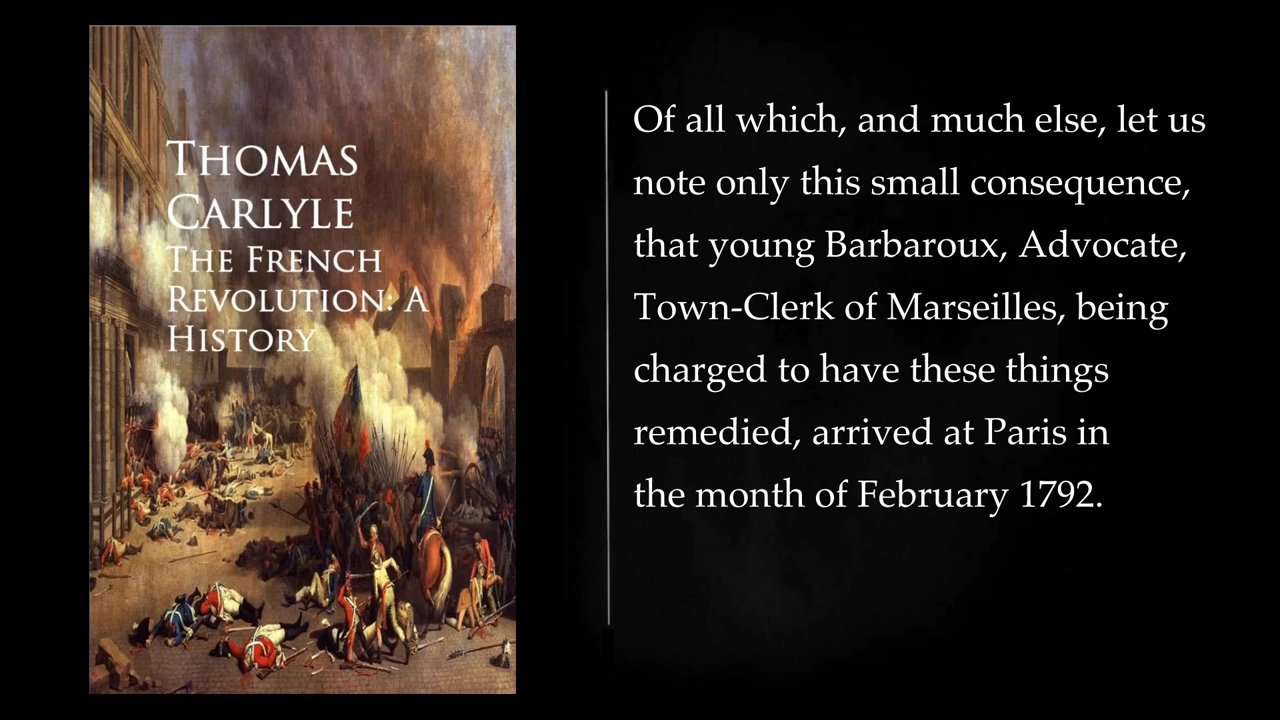 THOMAS
CARLYLE
THE FRENCH
REVOLUTION: A
HISTORY
Of all which, and much else, let us
note only this small consequence,
that young Barbaroux, Advocate,
Town-Clerk of Marseilles, being
charged to have these things
remedied, arrived at Paris in
the month of February 1792.